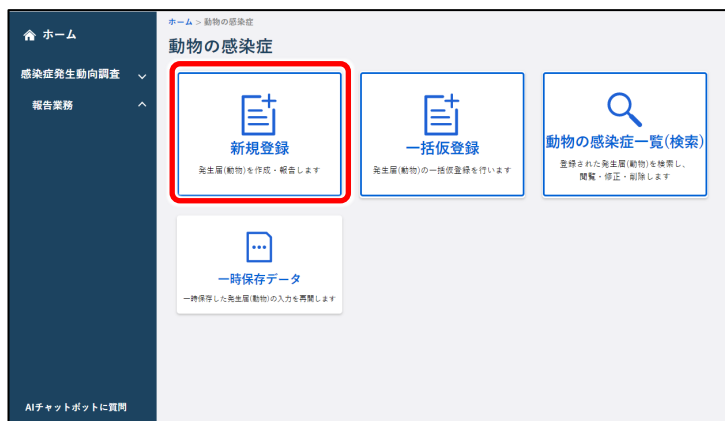 ホーム
感染症発生動向調査
報告業務
AIチャットボットに質問
ホーム > 動物の感染症
動物の感染症
新規登録
発生届(動物)を作成・報告します
一括仮登録
発生届(動物)の一括仮登録を行います
動物の感染症一覧(検索)
登録された発生届(動物)を検索し、
閲覧・修正・削除します
一時保存データ
一時保存した発生届(動物)の入力を再開します